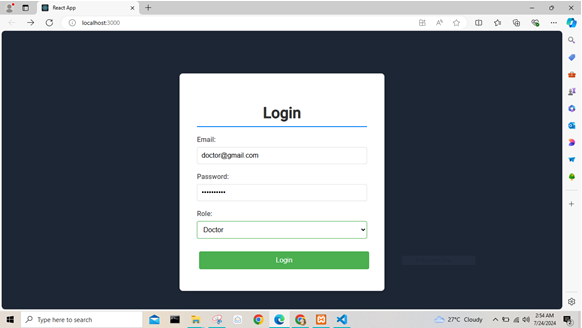 React App
localhost:3000
Login
Email:
doctor@gmail.com
Password:
••••••••••
Role:
Doctor
Login
Type here to search
27°C Cloudy
2:54 AM
7/24/2024